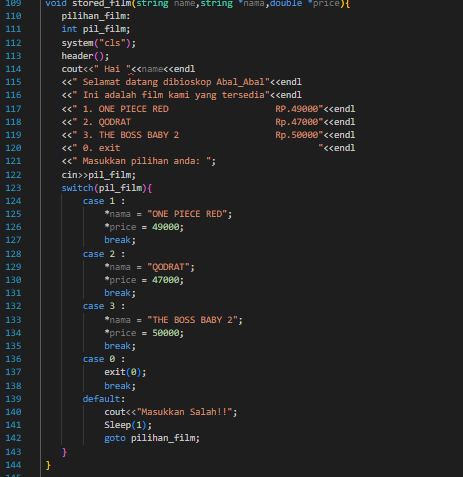 109 void stored_film(string name,string *nama,double *price){
110 pilihan_film:
111 int pil_film;
112 system("cls");
113 header();
114 cout<<" Hai "<<name<<endl
115 <<" Selamat datang dibioskop Abal_Abal"<<endl
116 <<" Ini adalah film kami yang tersedia"<<endl
117 <<" 1. ONE PIECE RED                    RP.49000"<<endl
118 <<" 2. QODRAT                           Rp.47000"<<endl
119 <<" 3. THE BOSS BABY 2                  Rp.50000"<<endl
120 <<" 0. exit                                     "<<endl
121 <<" Masukkan pilihan anda: ";
122 cin>>pil_film;
123 switch(pil_film){
124 case 1 :
125 *nama = "ONE PIECE RED";
126 *price = 49000;
127 break;
128 case 2 :
129 *nama = "QODRAT";
130 *price = 47000;
131 break;
132 case 3 :
133 *nama = "THE BOSS BABY 2";
134 *price = 50000;
135 break;
136 case 0 :
137 exit(0);
138 break;
139 default:
140 cout<<"Masukkan Salah!!";
141 Sleep(1);
142 goto pilihan_film;
143 }
144 }